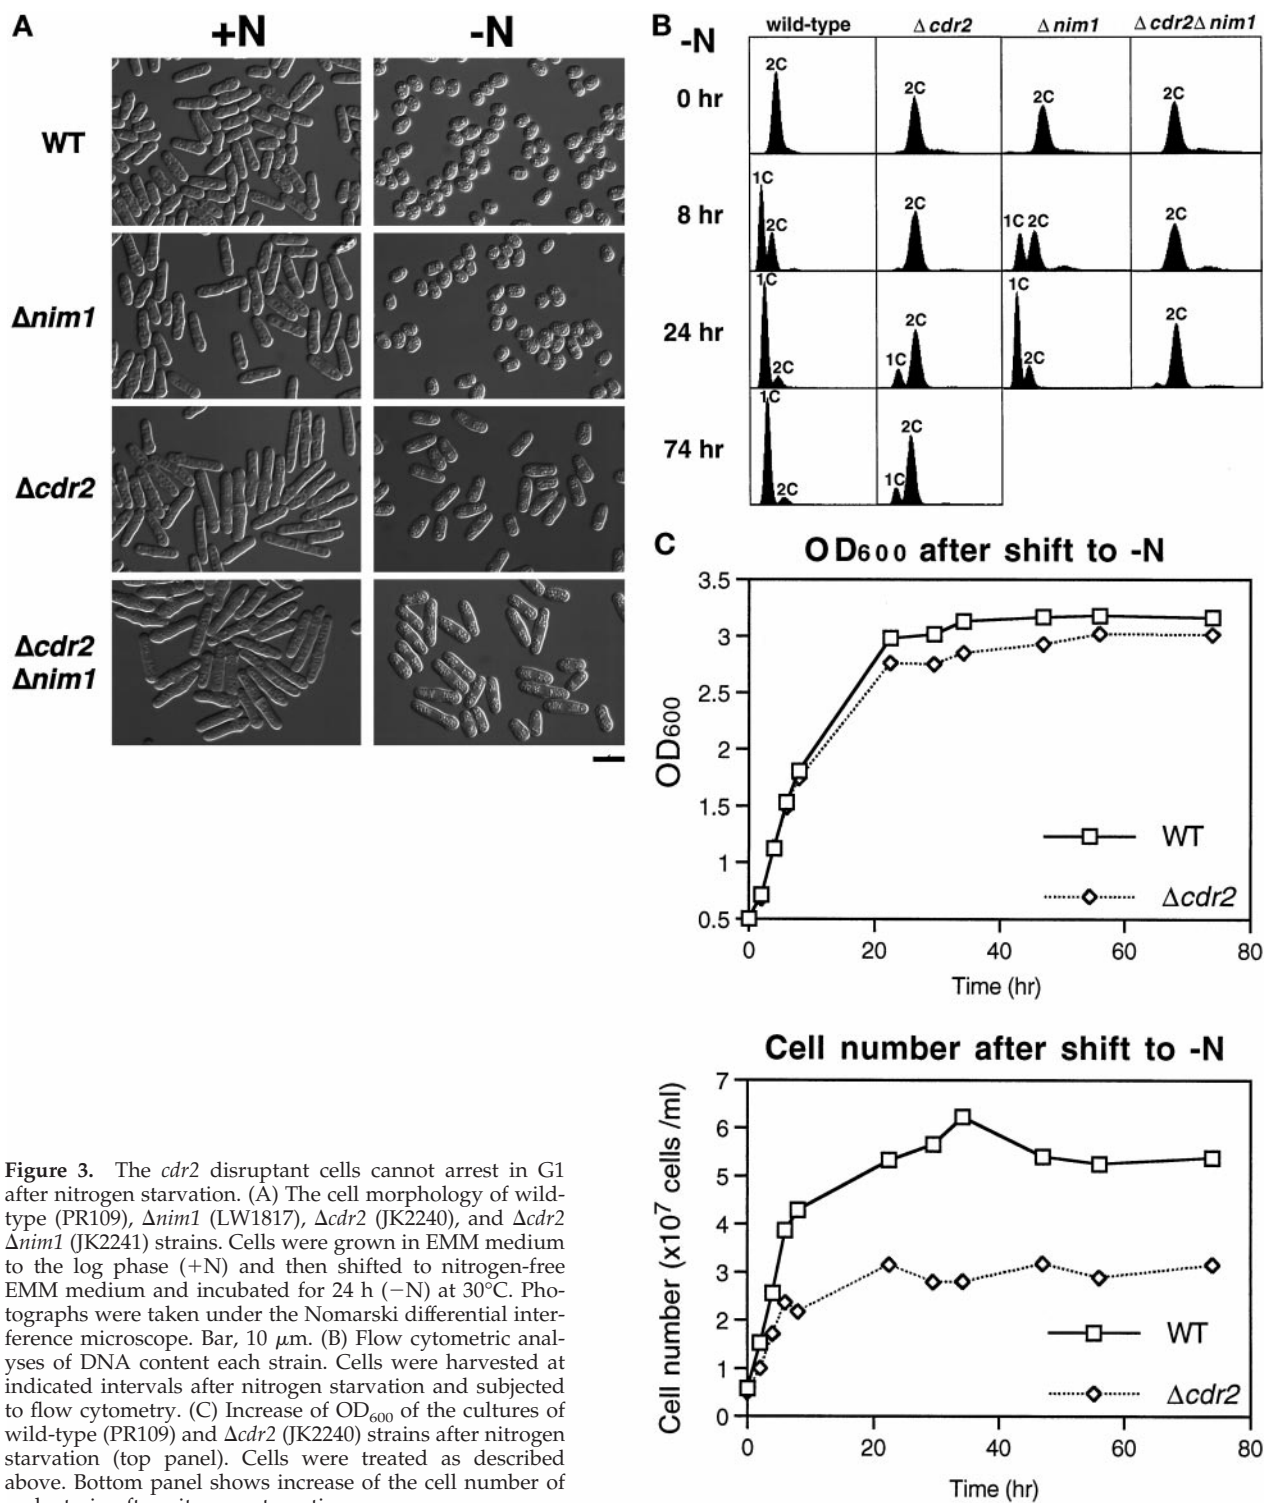 A
+N
-N
WT
Δnim1
Δcdr2
Δcdr2
Δnim1
B
-N
wild-type
Δcdr2
Δnim1
Δcdr2Δnim1
0 hr
2C
2C
2C
2C
8 hr
1C
2C
2C
1C
2C
2C
24 hr
1C
2C
1C
2C
1C
2C
2C
74 hr
1C
2C
1C
2C
C
OD600 after shift to -N
3.5
3
2.5
2
1.5
1
0.5
OD600
WT
Δcdr2
0
20
40
60
80
Time (hr)
Cell number after shift to -N
7
6
5
4
3
2
1
0
Cell number (x10⁷ cells /ml)
WT
Δcdr2
0
20
40
60
80
Time (hr)
Figure 3. The cdr2 disruptant cells cannot arrest in G1
after nitrogen starvation. (A) The cell morphology of wild-
type (PR109), Δnim1 (LW1817), Δcdr2 (JK2240), and Δcdr2
Δnim1 (JK2241) strains. Cells were grown in EMM medium
to the log phase (+N) and then shifted to nitrogen-free
EMM medium and incubated for 24 h (−N) at 30°C. Pho-
tographs were taken under the Nomarski differential inter-
ference microscope. Bar, 10 μm. (B) Flow cytometric anal-
yses of DNA content each strain. Cells were harvested at
indicated intervals after nitrogen starvation and subjected
to flow cytometry. (C) Increase of OD600 of the cultures of
wild-type (PR109) and Δcdr2 (JK2240) strains after nitrogen
starvation (top panel). Cells were treated as described
above. Bottom panel shows increase of the cell number of